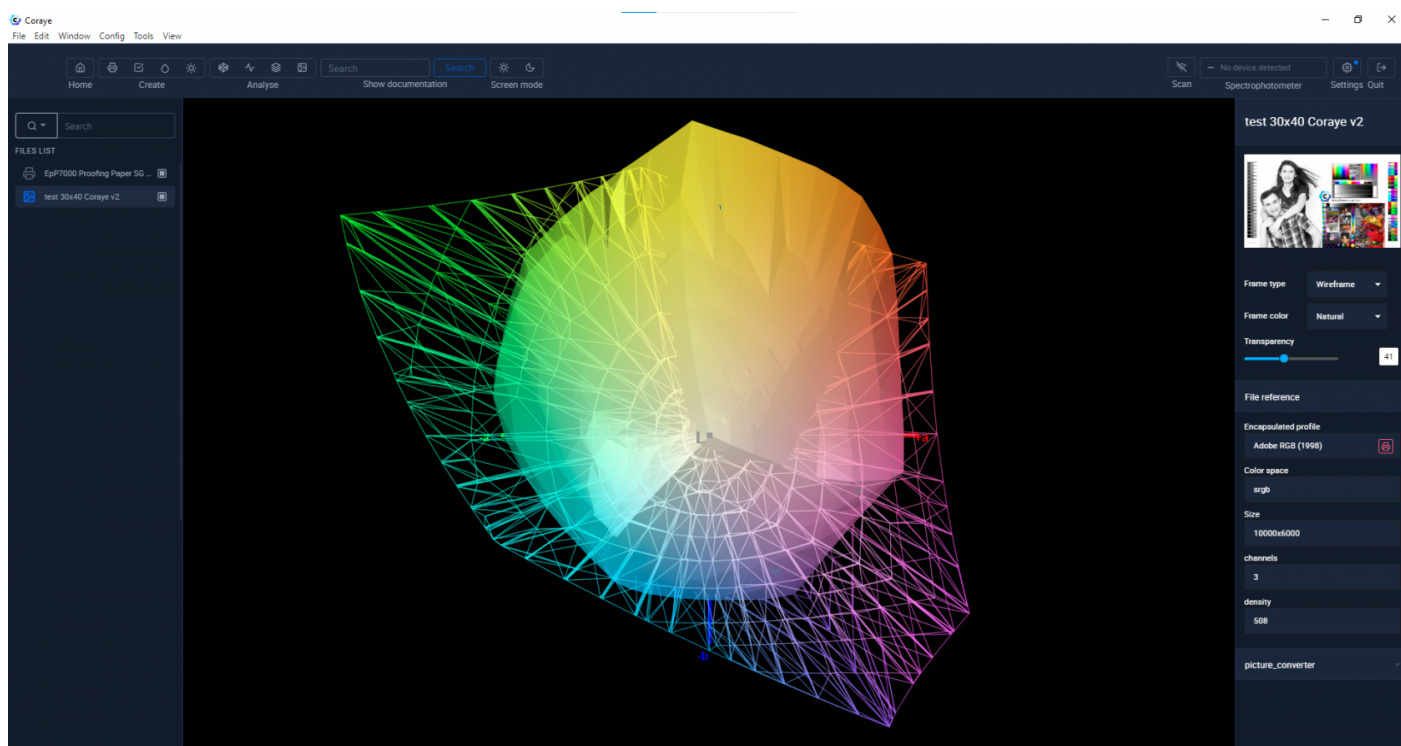 Coraye
File Edit Window Config Tools View
Search Search
No device detected
Home Create Analyse Show documentation Screen mode Scan Spectrophotometer Settings Quit
Search
FILES LIST
EpP7000 Proofing Paper SG ...
test 30x40 Coraye v2
L
-a
+a
-b
test 30x40 Coraye v2
Frame type Wireframe
Frame color Natural
Transparency
41
File reference
Encapsulated profile
Adobe RGB (1998)
Color space
srgb
Size
10000x6000
channels
3
density
508
picture_converter